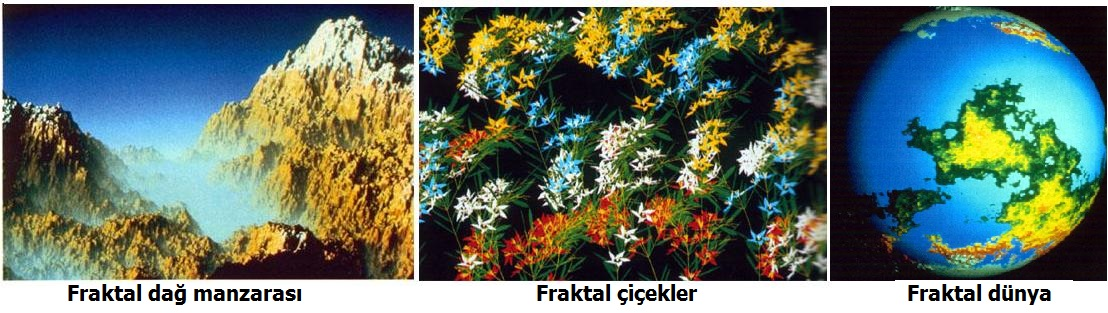 Fraktal dağ manzarası
Fraktal çiçekler
Fraktal dünya